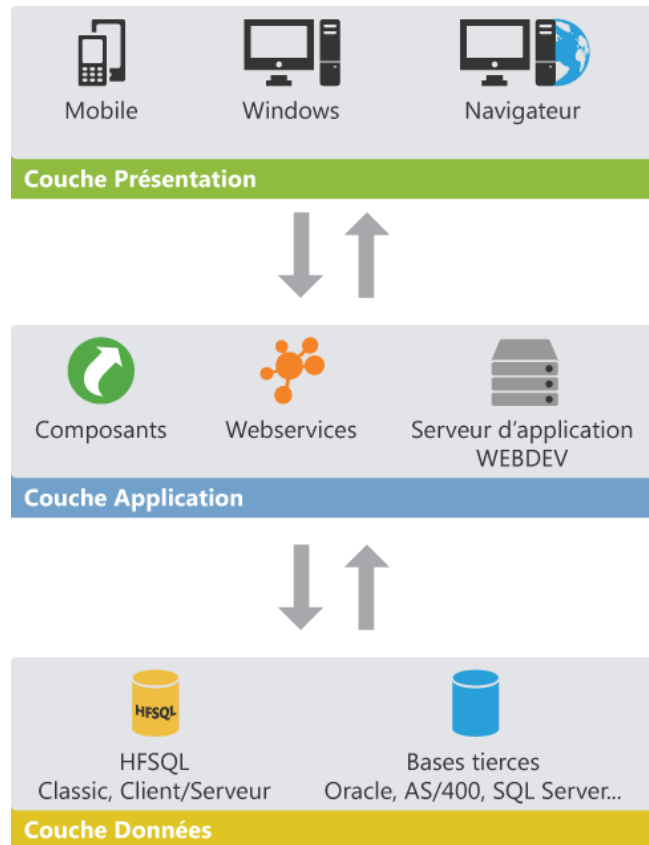 Mobile
Windows
Navigateur
Couche Présentation
Composants
Webservices
Serveur d'application
WEBDEV
Couche Application
HFSQL
HFSQL
Classic, Client/Serveur
Bases tierces
Oracle, AS/400, SQL Server...
Couche Données